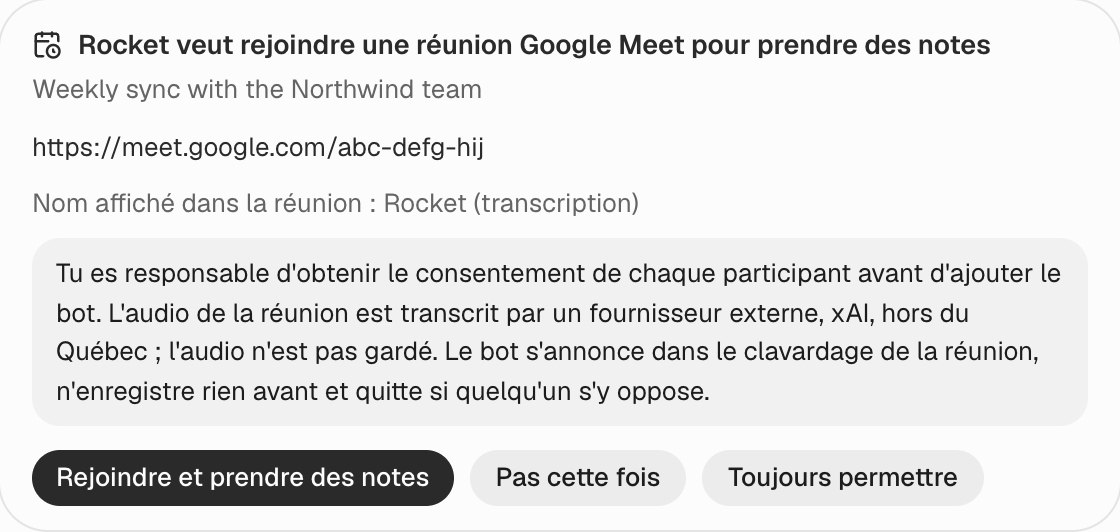 Rocket veut rejoindre une réunion Google Meet pour prendre des notes
Weekly sync with the Northwind team
https://meet.google.com/abc-defg-hij
Nom affiché dans la réunion : Rocket (transcription)
Tu es responsable d'obtenir le consentement de chaque participant avant d'ajouter le
bot. L'audio de la réunion est transcrit par un fournisseur externe, xAI, hors du
Québec ; l'audio n'est pas gardé. Le bot s'annonce dans le clavardage de la réunion,
n'enregistre rien avant et quitte si quelqu'un s'y oppose.
Rejoindre et prendre des notes
Pas cette fois
Toujours permettre